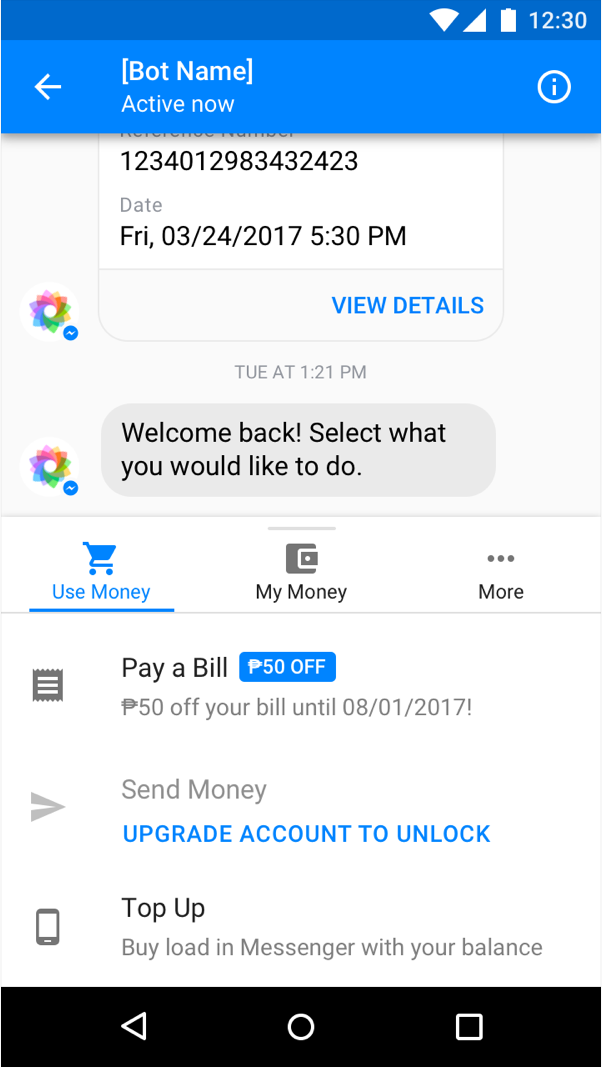 12:30
[Bot Name]
Active now
Reference Number
1234012983432423
Date
Fri, 03/24/2017 5:30 PM
VIEW DETAILS
TUE AT 1:21 PM
Welcome back! Select what
you would like to do.
Use Money
My Money
More
Pay a Bill ₱50 OFF
₱50 off your bill until 08/01/2017!
Send Money
UPGRADE ACCOUNT TO UNLOCK
Top Up
Buy load in Messenger with your balance